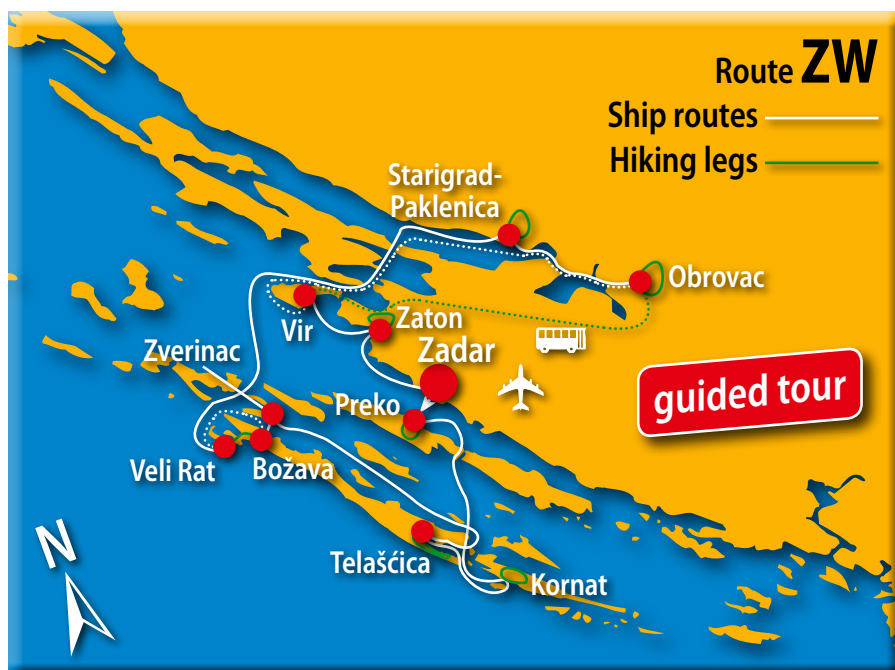 Route ZW
Ship routes
Hiking legs
Starigrad-
Paklenica
Obrovac
Vir
Zaton
Zadar
Zverinac
guided tour
Preko
Veli Rat
Božava
Telašćica
Kornat
N